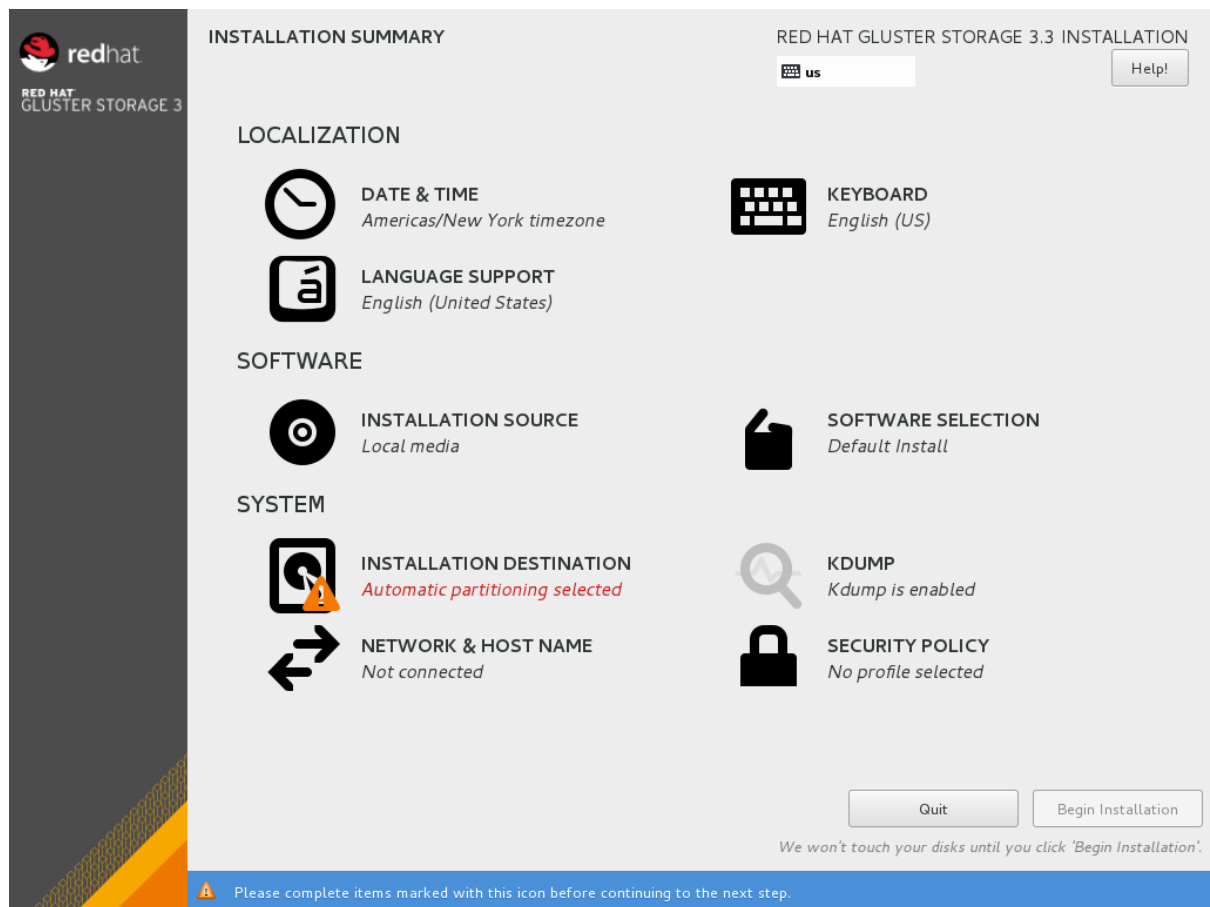 redhat.
RED HAT
GLUSTER STORAGE 3
INSTALLATION SUMMARY
RED HAT GLUSTER STORAGE 3.3 INSTALLATION
us
Help!
LOCALIZATION
DATE & TIME
Americas/New York timezone
KEYBOARD
English (US)
á
LANGUAGE SUPPORT
English (United States)
SOFTWARE
INSTALLATION SOURCE
Local media
SOFTWARE SELECTION
Default Install
SYSTEM
INSTALLATION DESTINATION
Automatic partitioning selected
KDUMP
Kdump is enabled
NETWORK & HOST NAME
Not connected
SECURITY POLICY
No profile selected
Quit
Begin Installation
We won't touch your disks until you click 'Begin Installation'.
Please complete items marked with this icon before continuing to the next step.